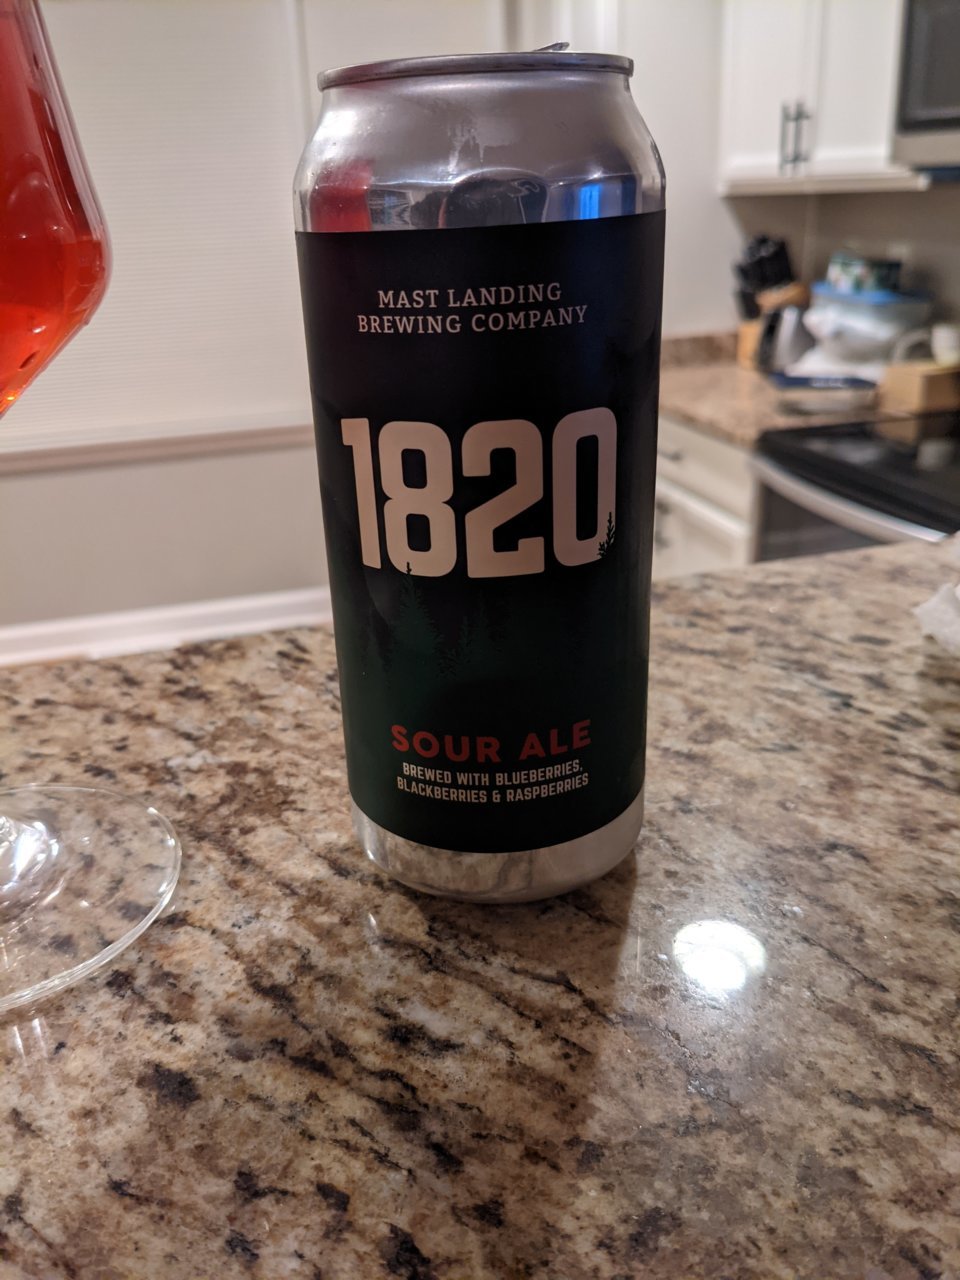 MAST LANDING
BREWING COMPANY
1820
SOUR ALE
BREWED WITH BLUEBERRIES,
BLACKBERRIES & RASPBERRIES